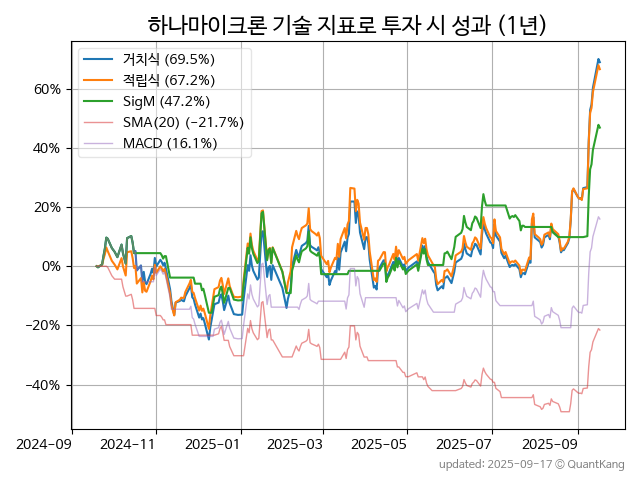 하나마이크론 기술 지표로 투자 시 성과 (1년)
거치식 (69.5%)
적립식 (67.2%)
SigM (47.2%)
SMA(20) (−21.7%)
MACD (16.1%)
60%
40%
20%
0%
−20%
−40%
2024-09 2024-11 2025-01 2025-03 2025-05 2025-07 2025-09
updated: 2025-09-17 © QuantKang